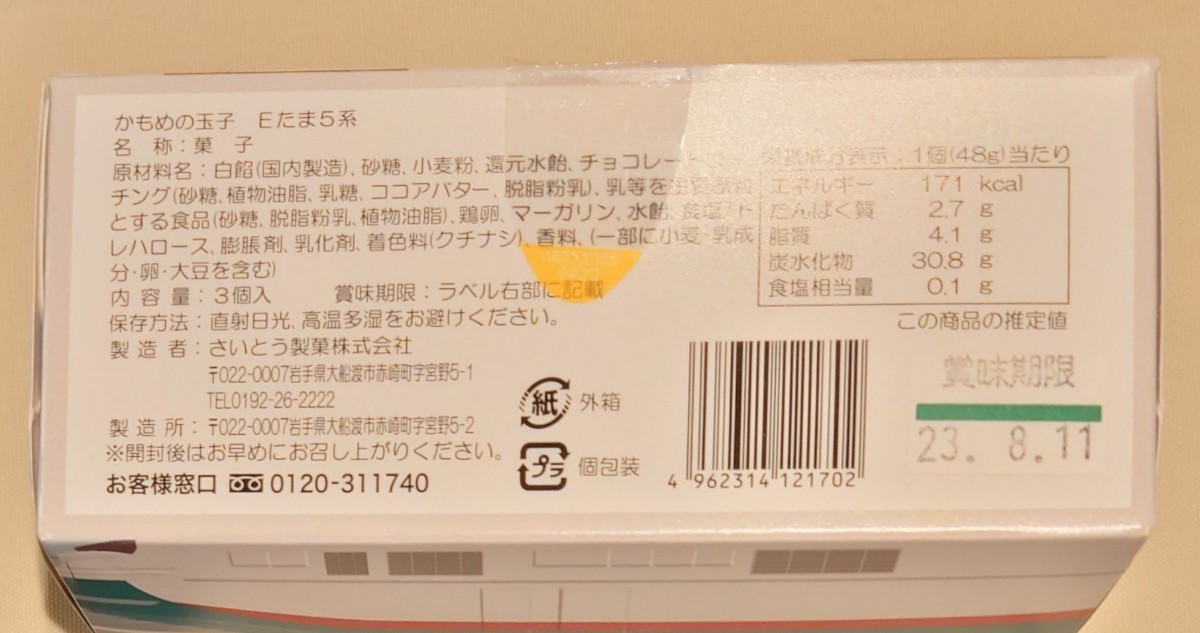 かもめの玉子 Eたま5系
名 称:菓 子
原材料名:白餡(国内製造)、砂糖、小麦粉、還元水飴、チョコレートコー
チング(砂糖、植物油脂、乳糖、ココアバター、脱脂粉乳)、乳等を主要原料
とする食品(砂糖、脱脂粉乳、植物油脂)、鶏卵、マーガリン、水飴、食塩/ト
レハロース、膨脹剤、乳化剤、着色料(クチナシ)、香料、(一部に小麦・乳成
分・卵・大豆を含む)
内 容 量:3個入 賞味期限:ラベル右部に記載
保存方法:直射日光、高温多湿をお避けください。
製 造 者:さいとう製菓株式会社
〒022-0007岩手県大船渡市赤崎町字宮野5-1
TEL0192-26-2222
製 造 所:〒022-0007岩手県大船渡市赤崎町字宮野5-2
※開封後はお早めにお召し上がりください。
お客様窓口 0120-311740
紙 外箱
プラ 個包装
栄養成分表示:1個(48g)当たり
エネルギー 171 kcal
たんぱく質 2.7 g
脂質 4.1 g
炭水化物 30.8 g
食塩相当量 0.1 g
この商品の推定値
4 962314 121702
賞味期限
23. 8.11